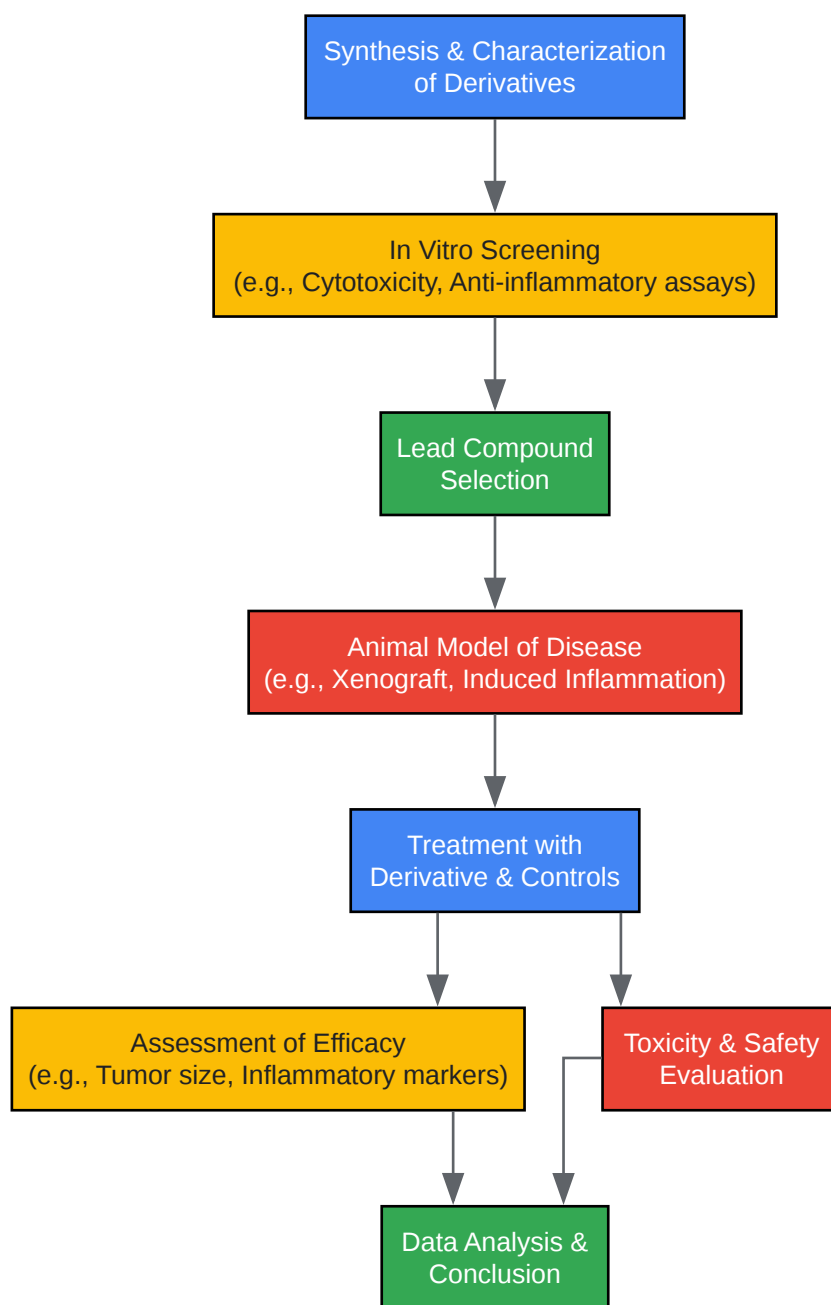 Synthesis & Characterization
of Derivatives
In Vitro Screening
(e.g., Cytotoxicity, Anti-inflammatory assays)
Lead Compound
Selection
Animal Model of Disease
(e.g., Xenograft, Induced Inflammation)
Treatment with
Derivative & Controls
Assessment of Efficacy
(e.g., Tumor size, Inflammatory markers)
Toxicity & Safety
Evaluation
Data Analysis &
Conclusion